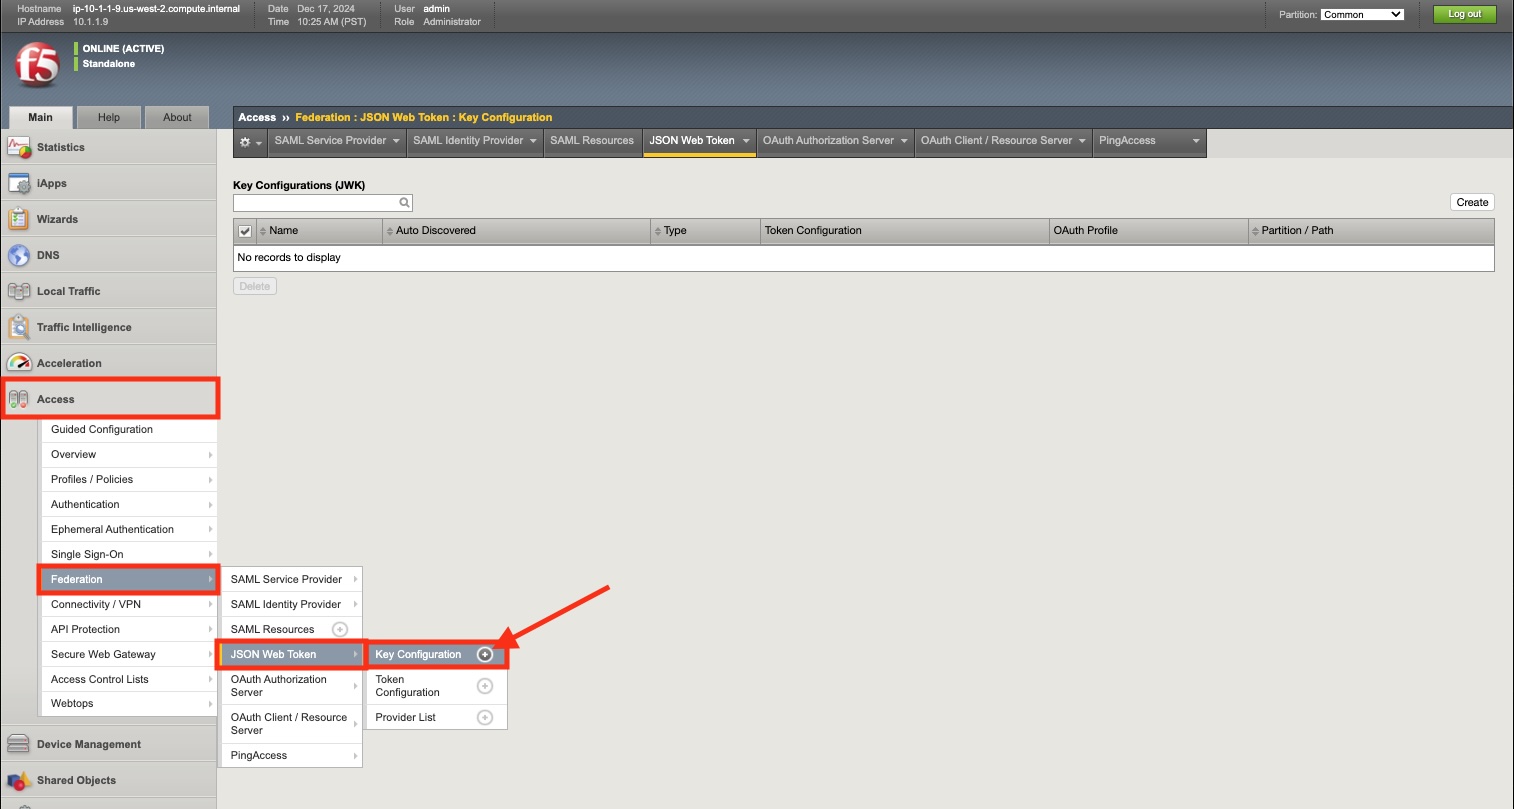 Hostname ip-10-1-1-9.us-west-2.compute.internal Date Dec 17, 2024 User admin
IP Address 10.1.1.9 Time 10:25 AM (PST) Role Administrator
Partition: Common Log out
f5
ONLINE (ACTIVE)
Standalone
Main Help About
Access ›› Federation : JSON Web Token : Key Configuration
SAML Service Provider SAML Identity Provider SAML Resources JSON Web Token OAuth Authorization Server OAuth Client / Resource Server PingAccess
Statistics
iApps
Wizards
DNS
Local Traffic
Traffic Intelligence
Acceleration
Access
Guided Configuration
Overview
Profiles / Policies
Authentication
Ephemeral Authentication
Single Sign-On
Federation
Connectivity / VPN
API Protection
Secure Web Gateway
Access Control Lists
Webtops
Device Management
Shared Objects
SAML Service Provider
SAML Identity Provider
SAML Resources
JSON Web Token
OAuth Authorization
Server
OAuth Client / Resource
Server
PingAccess
Key Configuration
Token
Configuration
Provider List
Key Configurations (JWK)
Create
Name Auto Discovered Type Token Configuration OAuth Profile Partition / Path
No records to display
Delete